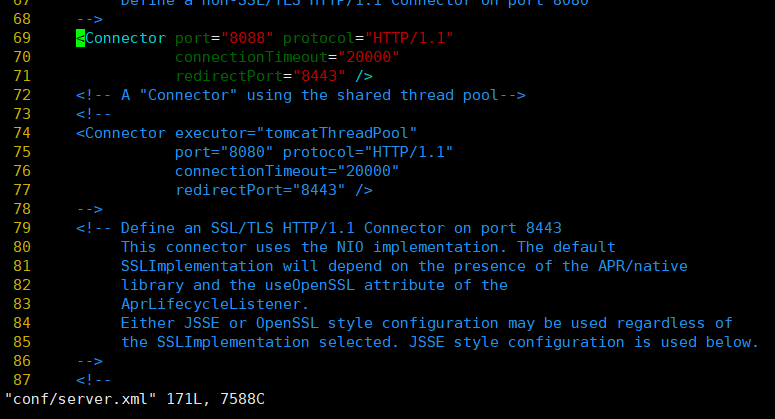 67         Define a non-SSL/TLS HTTP/1.1 Connector on port 8080
68     -->
69     <Connector port="8088" protocol="HTTP/1.1"
70                connectionTimeout="20000"
71                redirectPort="8443" />
72     <!-- A "Connector" using the shared thread pool-->
73     <!--
74     <Connector executor="tomcatThreadPool"
75                port="8080" protocol="HTTP/1.1"
76                connectionTimeout="20000"
77                redirectPort="8443" />
78     -->
79     <!-- Define an SSL/TLS HTTP/1.1 Connector on port 8443
80          This connector uses the NIO implementation. The default
81          SSLImplementation will depend on the presence of the APR/native
82          library and the useOpenSSL attribute of the
83          AprLifecycleListener.
84          Either JSSE or OpenSSL style configuration may be used regardless of
85          the SSLImplementation selected. JSSE style configuration is used below.
86     -->
87     <!--
"conf/server.xml" 171L, 7588C